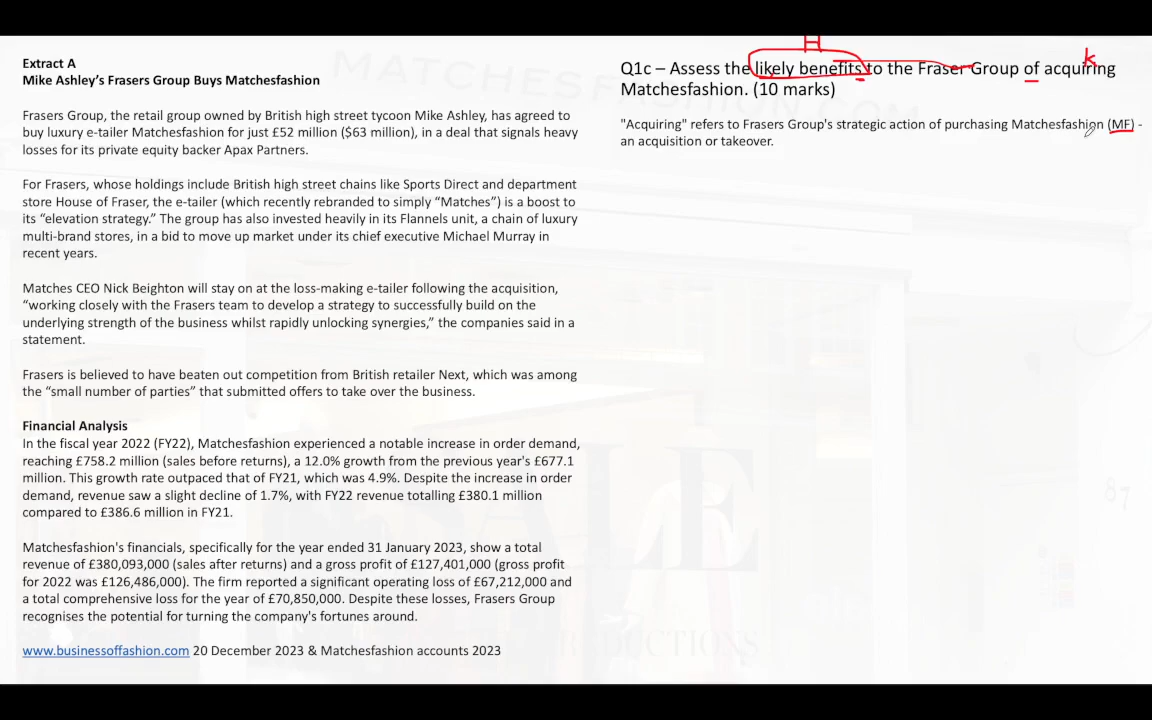 Extract A
Mike Ashley's Frasers Group Buys Matchesfashion
Frasers Group, the retail group owned by British high street tycoon Mike Ashley, has agreed to
buy luxury e-tailer Matchesfashion for just £52 million ($63 million), in a deal that signals heavy
losses for its private equity backer Apax Partners.
For Frasers, whose holdings include British high street chains like Sports Direct and department
store House of Fraser, the e-tailer (which recently rebranded to simply “Matches”) is a boost to
its “elevation strategy.” The group has also invested heavily in its Flannels unit, a chain of luxury
multi-brand stores, in a bid to move up market under its chief executive Michael Murray in
recent years.
Matches CEO Nick Beighton will stay on at the loss-making e-tailer following the acquisition,
“working closely with the Frasers team to develop a strategy to successfully build on the
underlying strength of the business whilst rapidly unlocking synergies,” the companies said in a
statement.
Frasers is believed to have beaten out competition from British retailer Next, which was among
the “small number of parties” that submitted offers to take over the business.
Financial Analysis
In the fiscal year 2022 (FY22), Matchesfashion experienced a notable increase in order demand,
reaching £758.2 million (sales before returns), a 12.0% growth from the previous year's £677.1
million. This growth rate outpaced that of FY21, which was 4.9%. Despite the increase in order
demand, revenue saw a slight decline of 1.7%, with FY22 revenue totalling £380.1 million
compared to £386.6 million in FY21.
Matchesfashion's financials, specifically for the year ended 31 January 2023, show a total
revenue of £380,093,000 (sales after returns) and a gross profit of £127,401,000 (gross profit
for 2022 was £126,486,000). The firm reported a significant operating loss of £67,212,000 and
a total comprehensive loss for the year of £70,850,000. Despite these losses, Frasers Group
recognises the potential for turning the company's fortunes around.
www.businessoffashion.com 20 December 2023 & Matchesfashion accounts 2023
MATCHESFASHION.COM
k
Q1c – Assess the likely benefits to the Fraser Group of acquiring
Matchesfashion. (10 marks)
"Acquiring" refers to Frasers Group's strategic action of purchasing Matchesfashion (MF) -
an acquisition or takeover.
SALE
87
REDUCTIONS